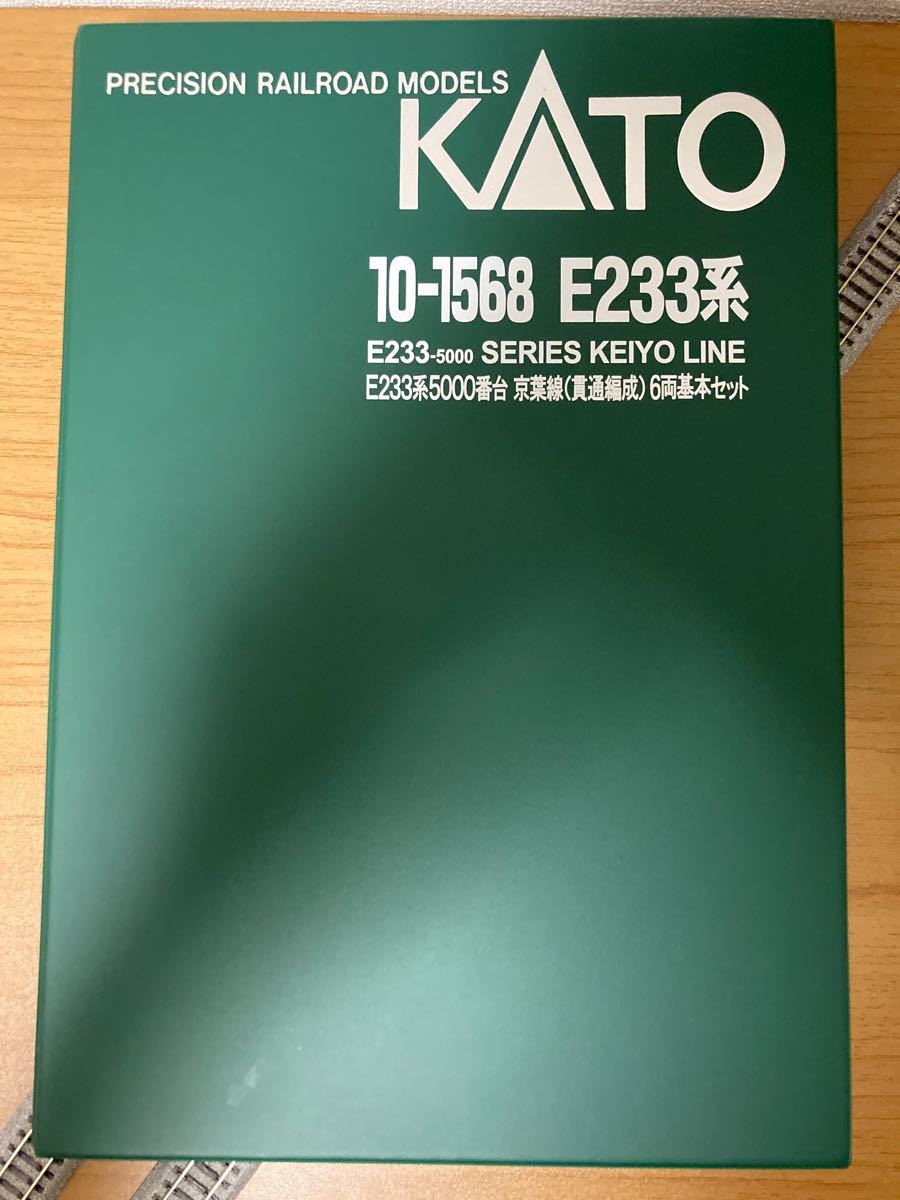 PRECISION RAILROAD MODELS
KATO
10-1568 E233系
E233-5000 SERIES KEIYO LINE
E233系5000番台 京葉線(貫通編成) 6両基本セット